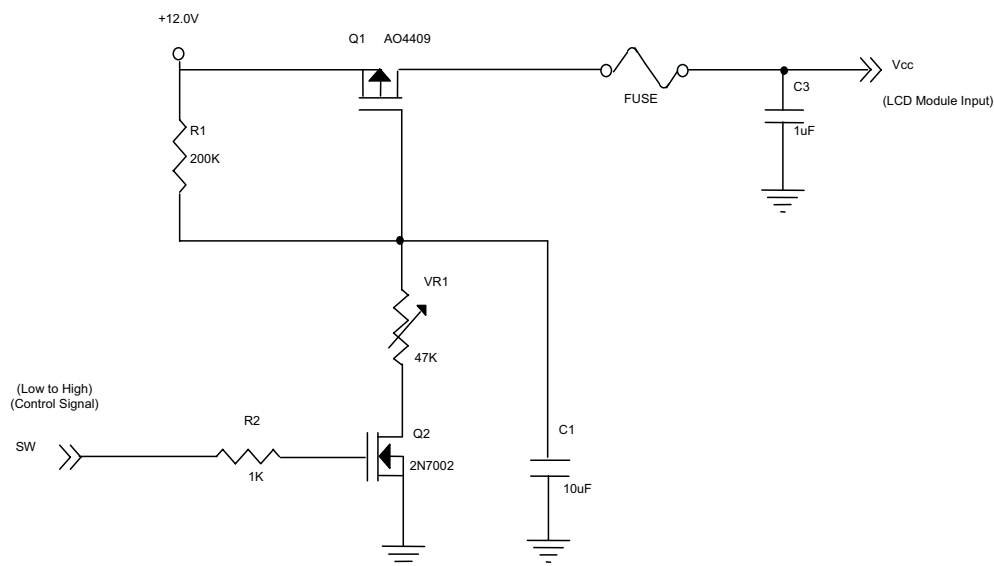 +12.0V
Q1 AO4409
Vcc
FUSE
C3
(LCD Module Input)
R1
1uF
200K
VR1
47K
(Low to High)
(Control Signal)
R2
Q2
C1
SW
2N7002
1K
10uF